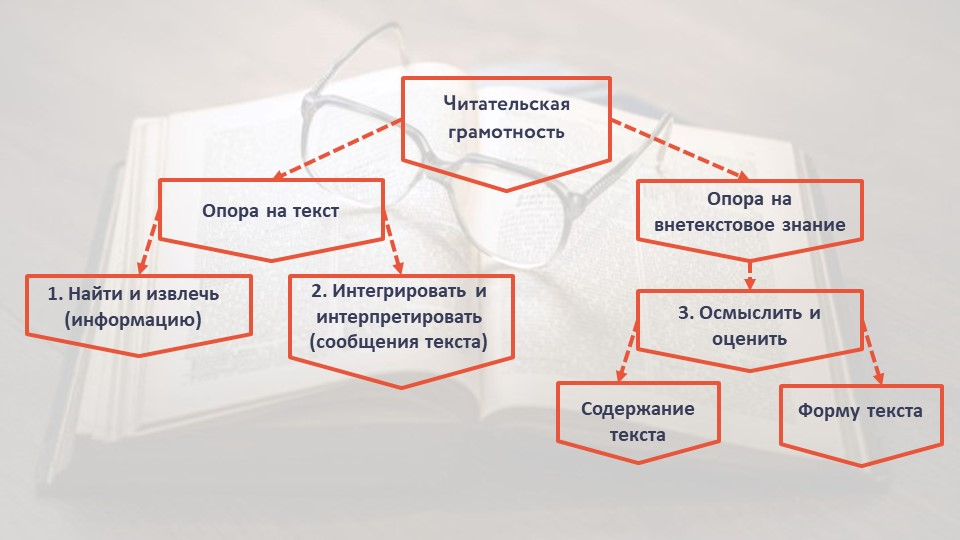 Читательская
грамотность
Опора на текст
Опора на
внетекстовое знание
1. Найти и извлечь
(информацию)
2. Интегрировать и
интерпретировать
(сообщения текста)
3. Осмыслить и
оценить
Содержание
текста
Форму текста